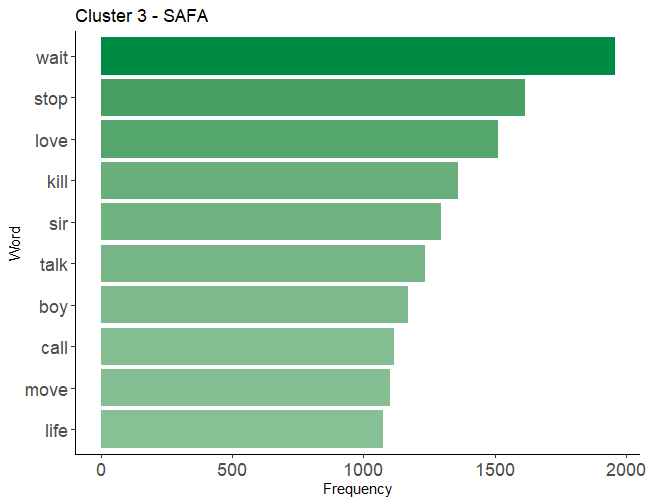 Cluster 3 - SAFA
wait
stop
love
kill
sir
talk
boy
call
move
life
Word
0 500 1000 1500 2000
Frequency